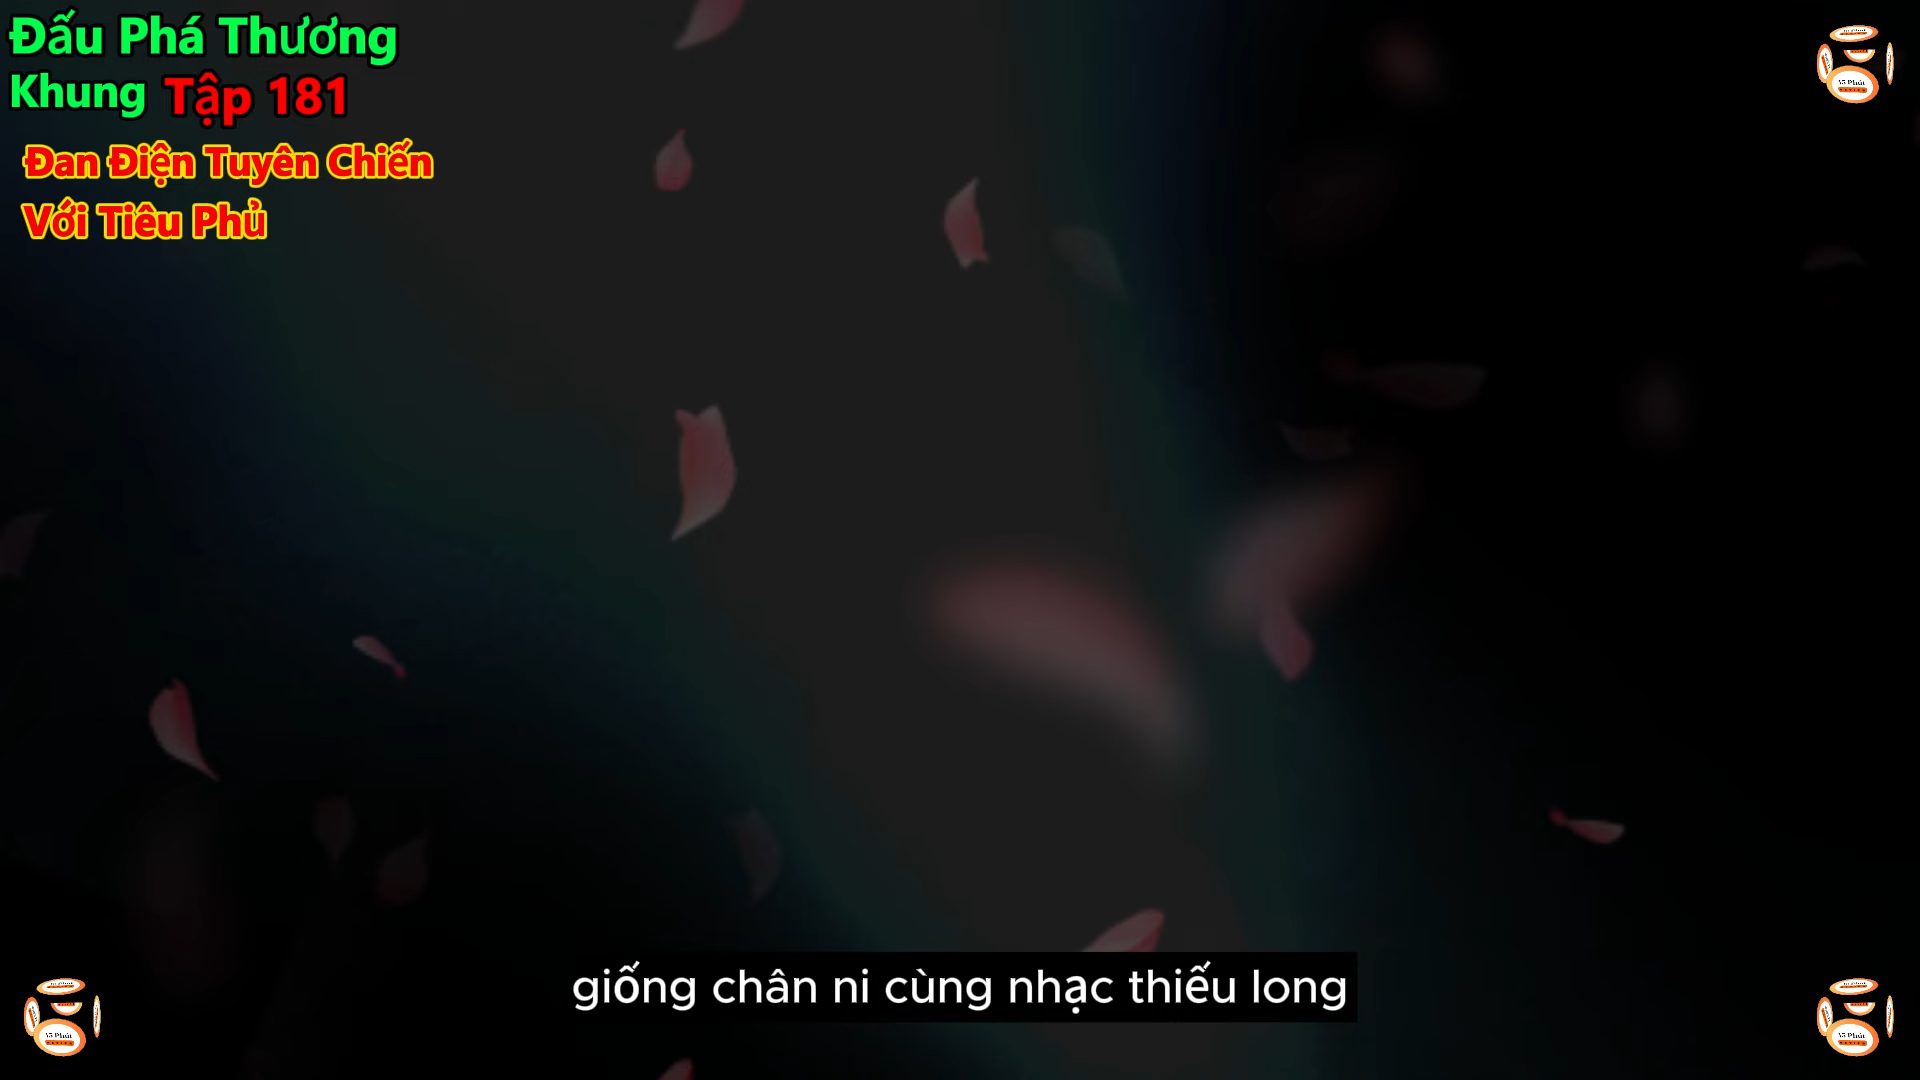 Đấu Phá Thương
Khung Tập 181
Đan Điện Tuyên Chiến
Với Tiêu Phủ
giống chân ni cùng nhạc thiếu long